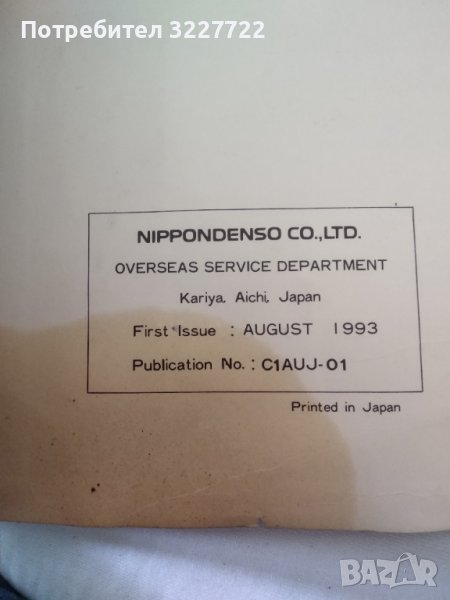 Потребител 3227722
NIPPONDENSO CO.,LTD.
OVERSEAS SERVICE DEPARTMENT
Kariya, Aichi, Japan
First Issue : AUGUST 1993
Publication No. : C1AUJ-01
Printed in Japan
BAZAR